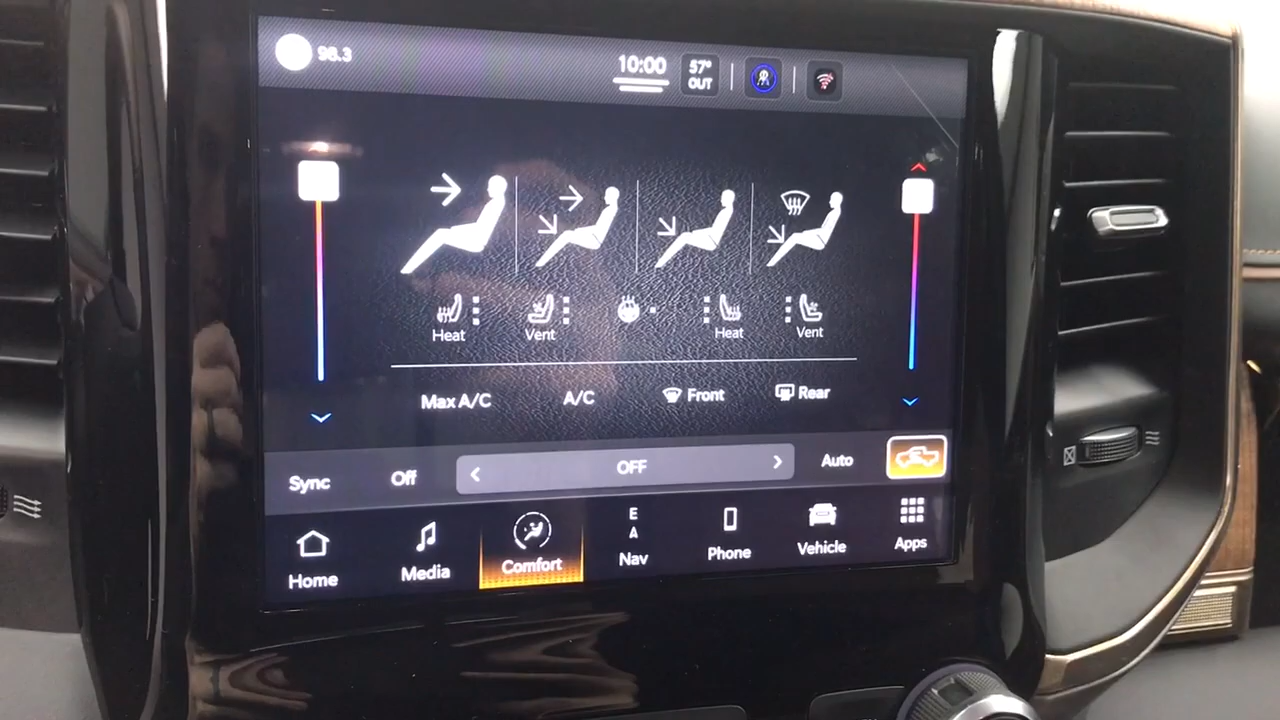 98.3
10:00
57°
OUT
Heat
Vent
Heat
Vent
Max A/C
A/C
Front
Rear
Sync
Off
OFF
Auto
Home
Media
Comfort
E
A
Nav
Phone
Vehicle
Apps